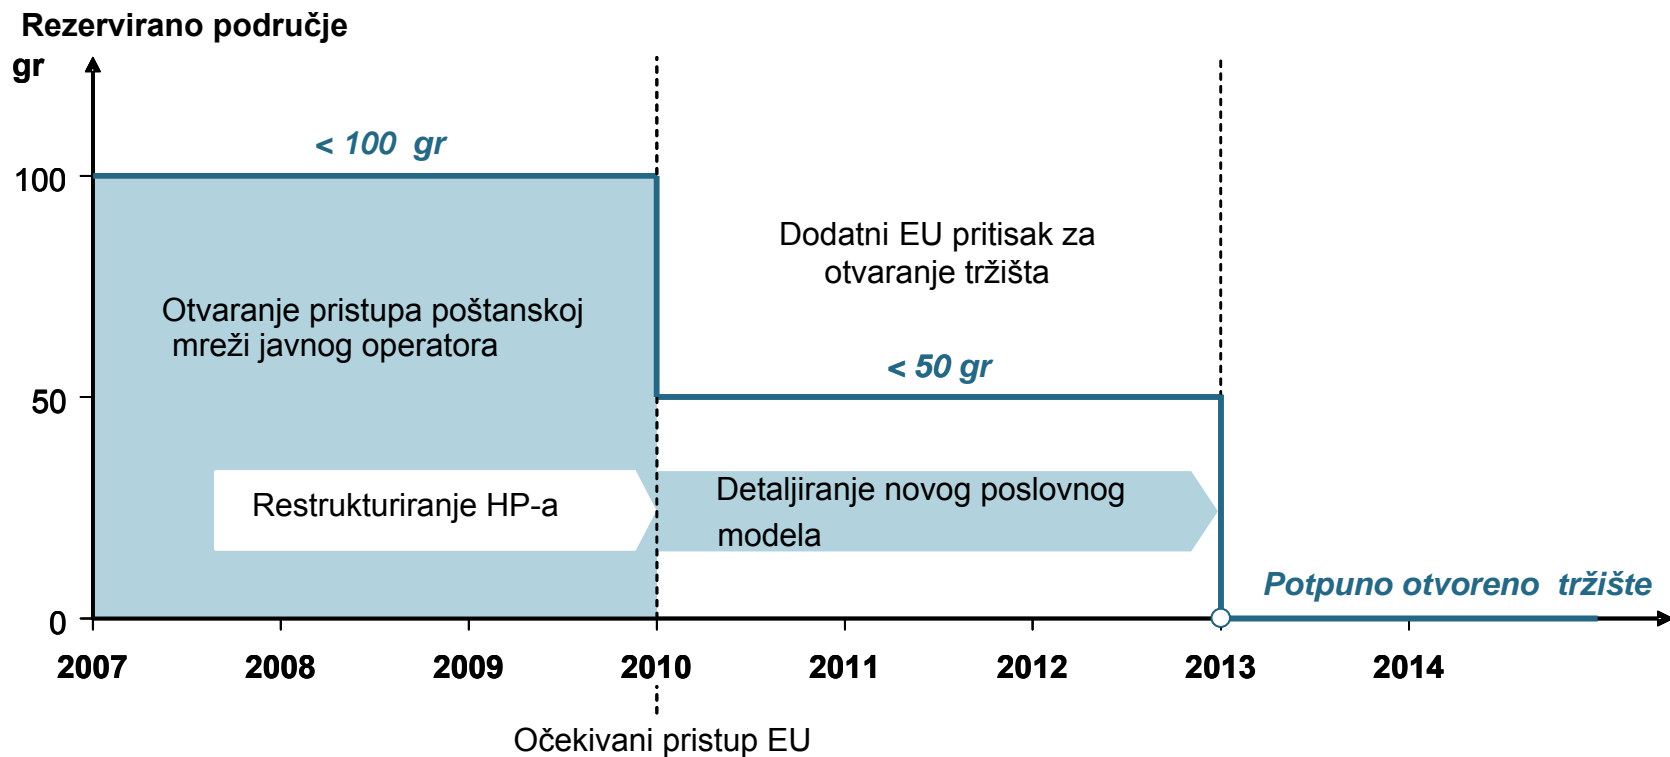 Rezervirano područje
gr
< 100 gr
100
Dodatni EU pritisak za
otvaranje tržišta
Otvaranje pristupa poštanskoj
mreži javnog operatora
< 50 gr
50
Restrukturiranje HP-a
Detaljiranje novog poslovnog
modela
Potpuno otvoreno tržište
0
2007 2008 2009 2010 2011 2012 2013 2014
Očekivani pristup EU